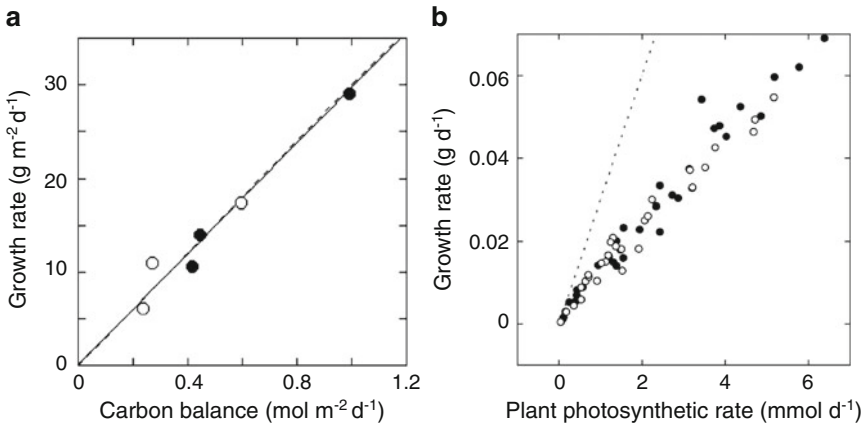 a
Growth rate (g m⁻² d⁻¹)
30
20
10
0
0 0.4 0.8 1.2
Carbon balance (mol m⁻² d⁻¹)
b
Growth rate (g d⁻¹)
0.06
0.04
0.02
0
0 2 4 6
Plant photosynthetic rate (mmol d⁻¹)